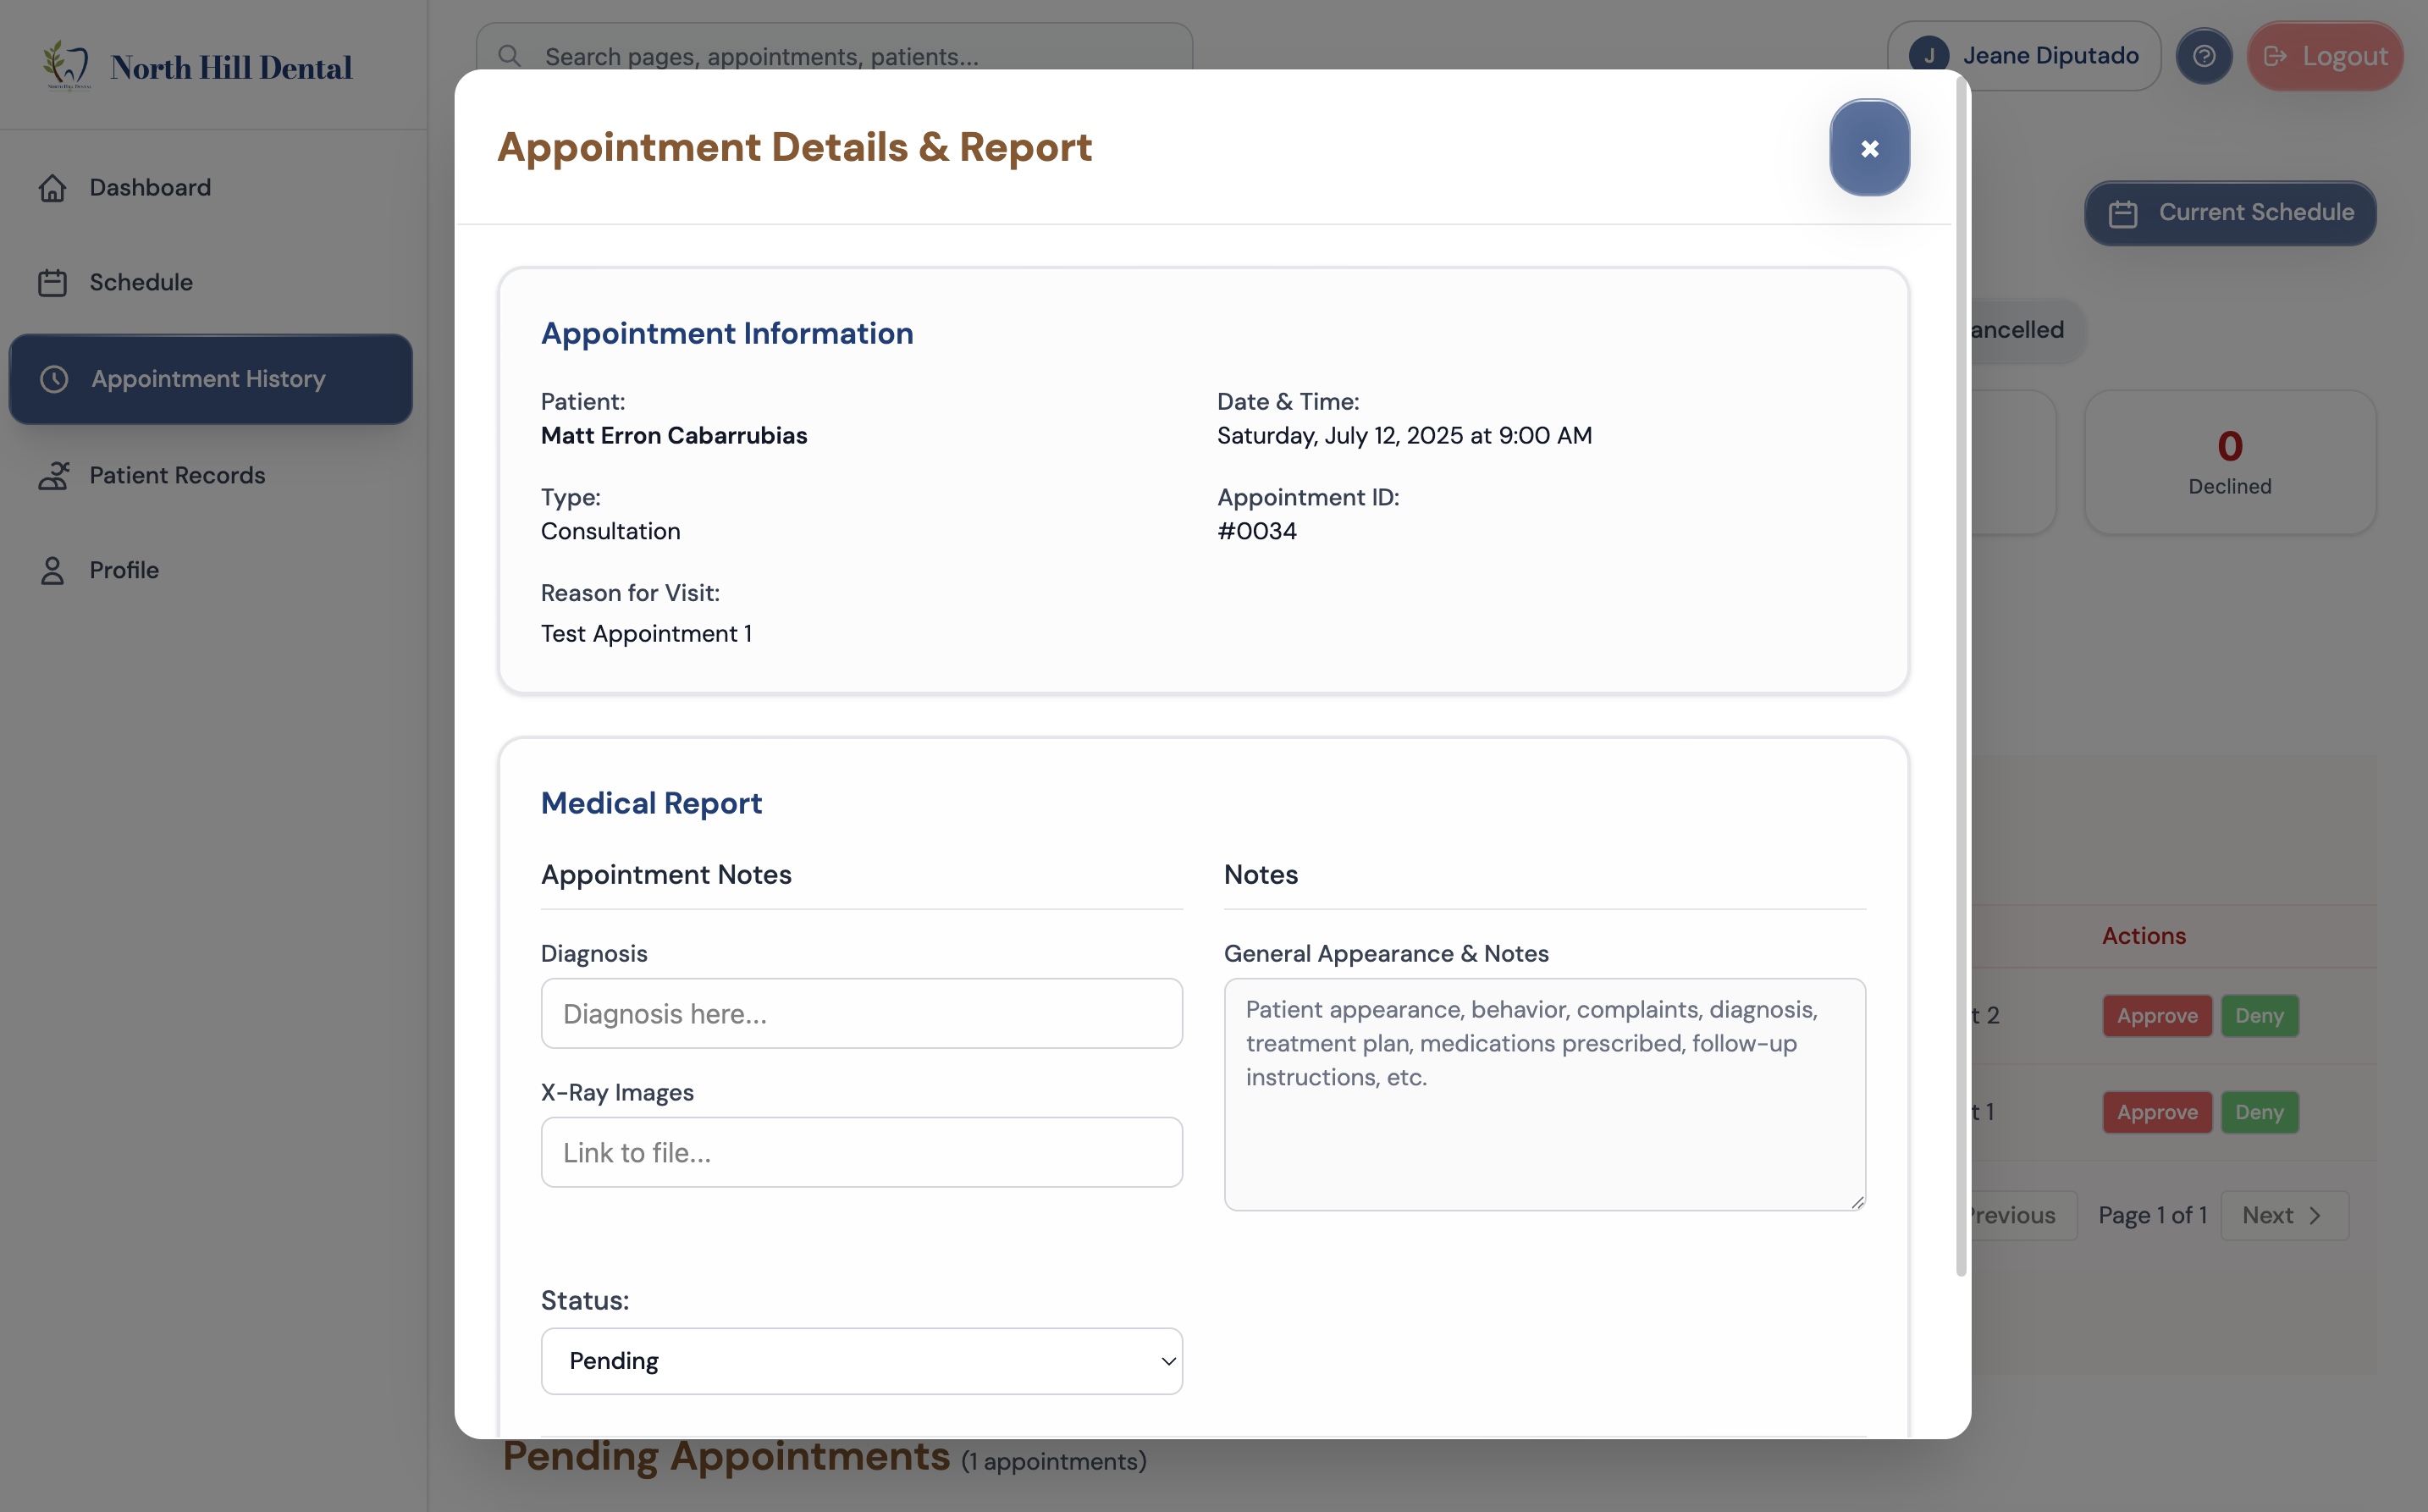 North Hill Dental
Search pages, appointments, patients...
J
Jeane Diputado
Logout
Dashboard
Schedule
Appointment History
Patient Records
Profile
Current Schedule
ancelled
0
Declined
Appointment Details & Report
Appointment Information
Patient:
Matt Erron Cabarrubias
Date & Time:
Saturday, July 12, 2025 at 9:00 AM
Type:
Consultation
Appointment ID:
#0034
Reason for Visit:
Test Appointment 1
Medical Report
Appointment Notes
Diagnosis
Diagnosis here...
X-Ray Images
Link to file...
Notes
General Appearance & Notes
Patient appearance, behavior, complaints, diagnosis,
treatment plan, medications prescribed, follow-up
instructions, etc.
Status:
Pending
Actions
t 2
Approve
Deny
t 1
Approve
Deny
Previous
Page 1 of 1
Next
Pending Appointments (1 appointments)